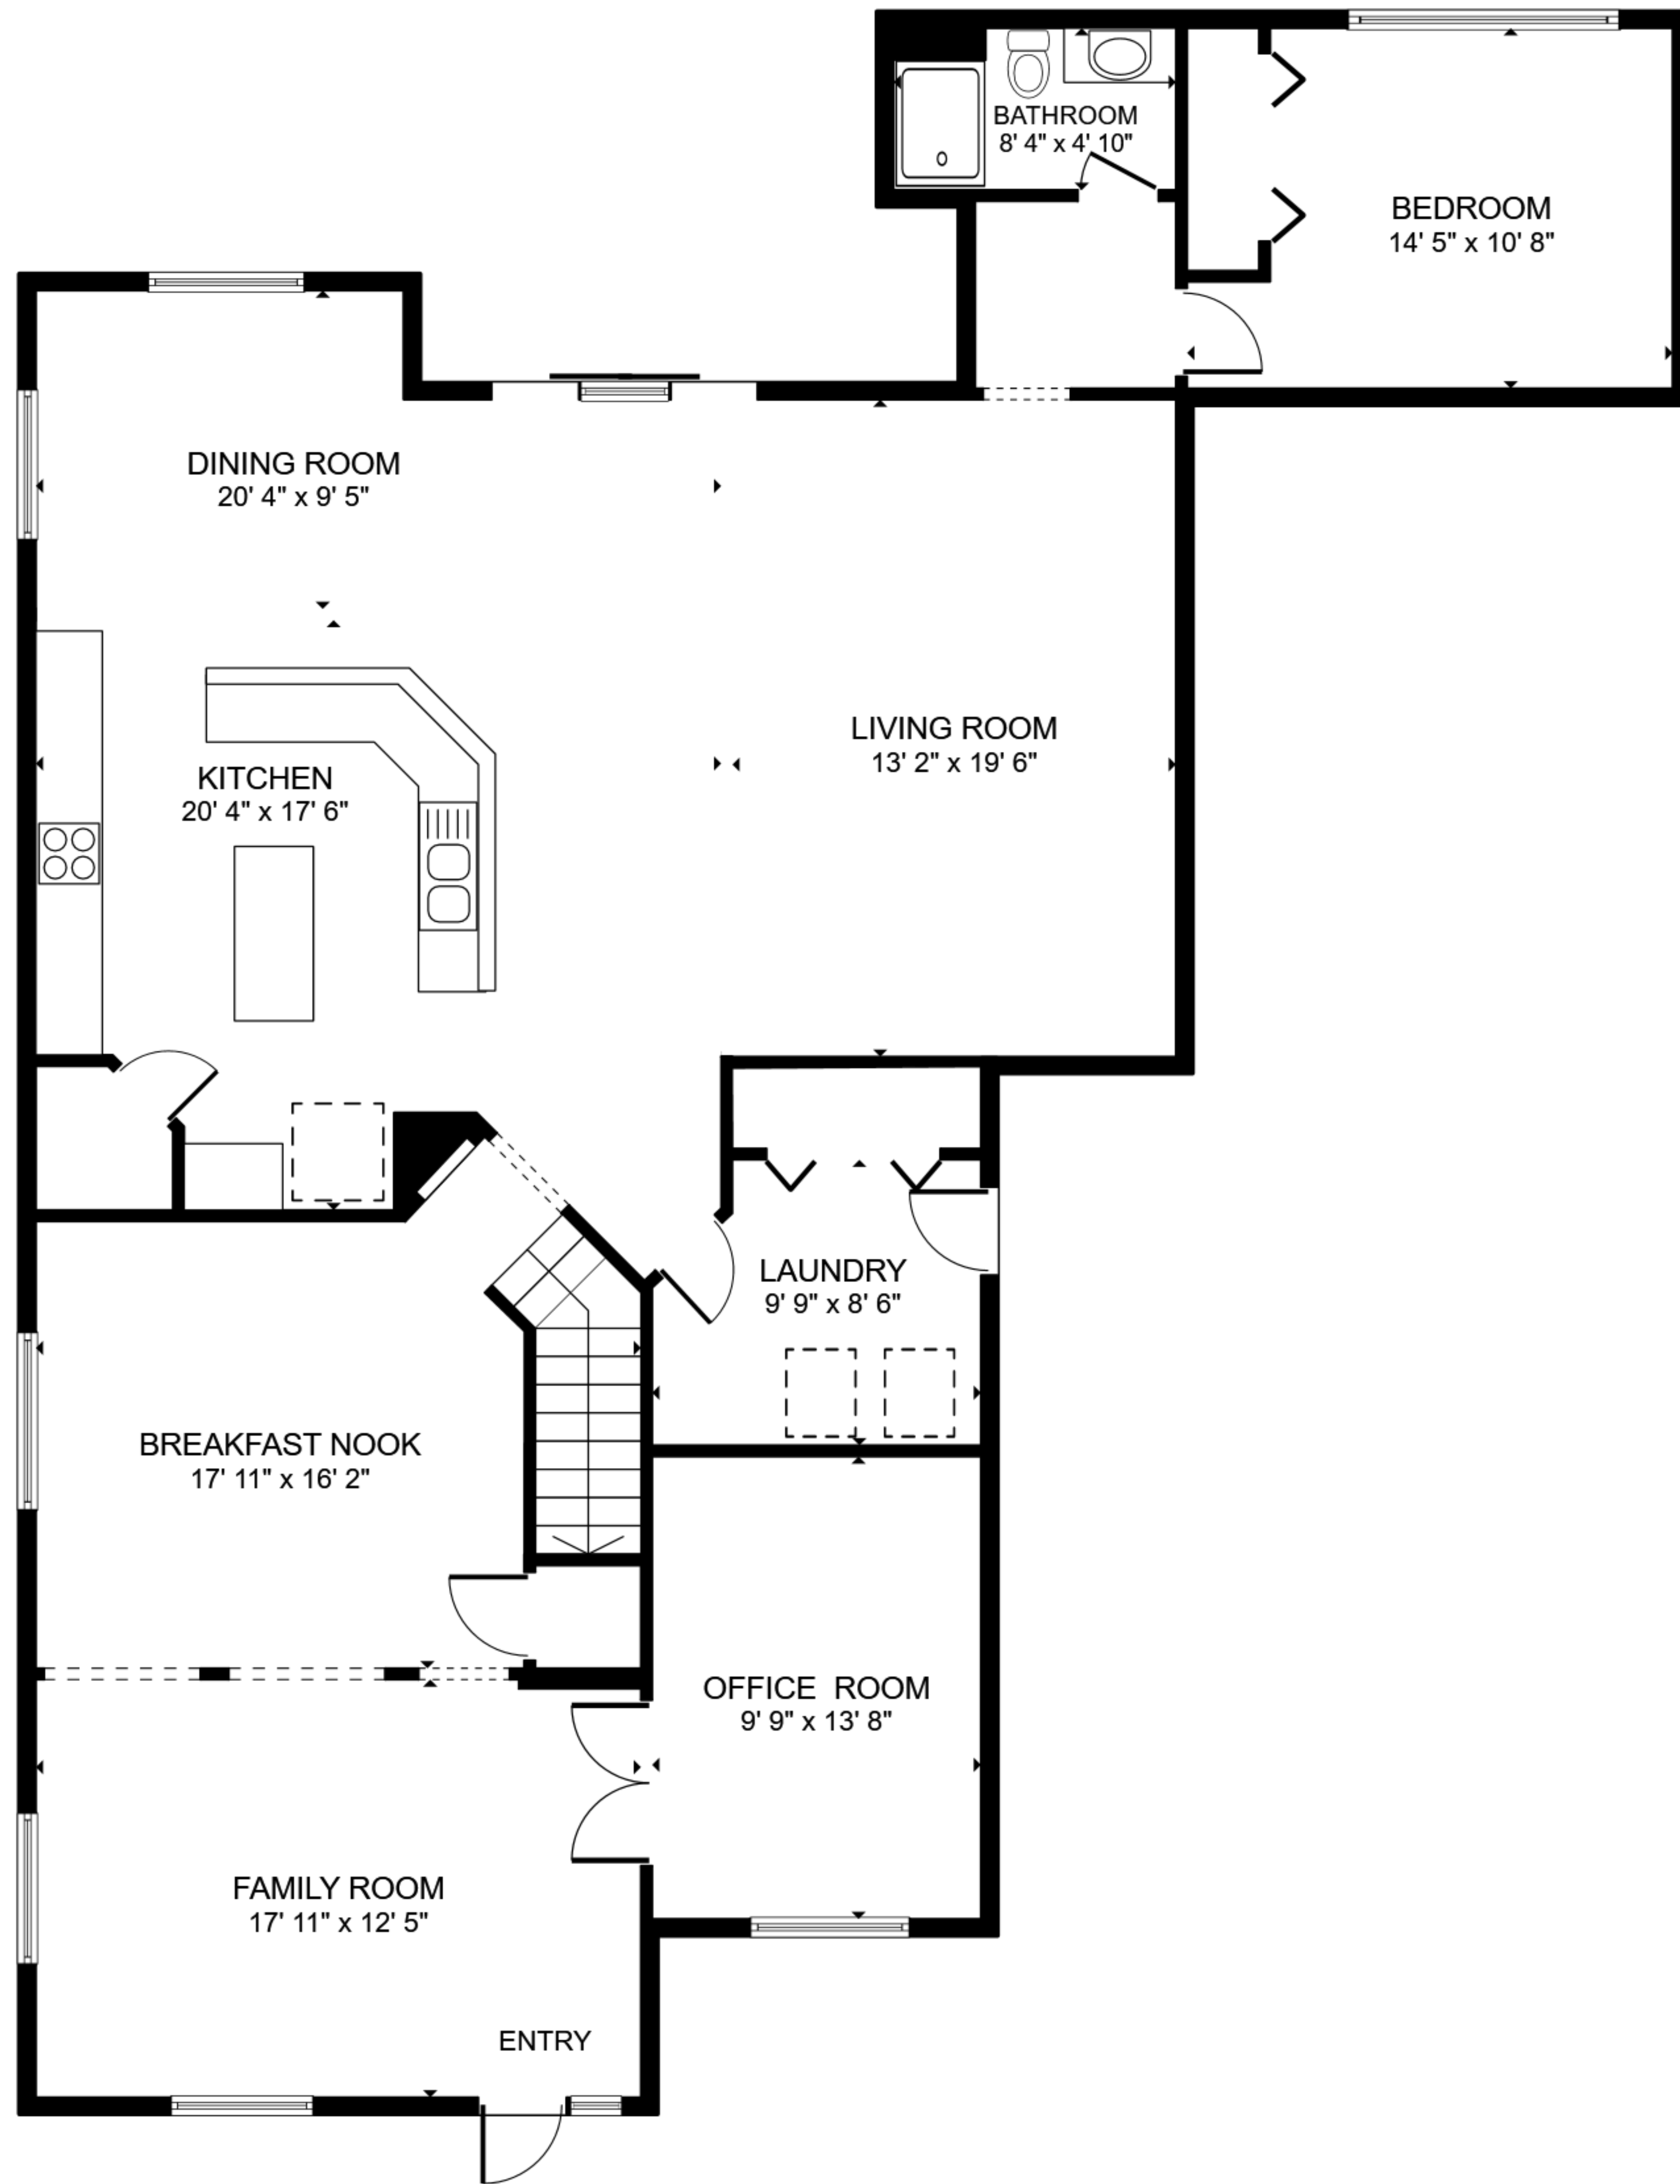 BATHROOM
8' 4" x 4' 10"
BEDROOM
14' 5" x 10' 8"
DINING ROOM
20' 4" x 9' 5"
LIVING ROOM
13' 2" x 19' 6"
KITCHEN
20' 4" x 17' 6"
LAUNDRY
9' 9" x 8' 6"
BREAKFAST NOOK
17' 11" x 16' 2"
OFFICE ROOM
9' 9" x 13' 8"
FAMILY ROOM
17' 11" x 12' 5"
ENTRY